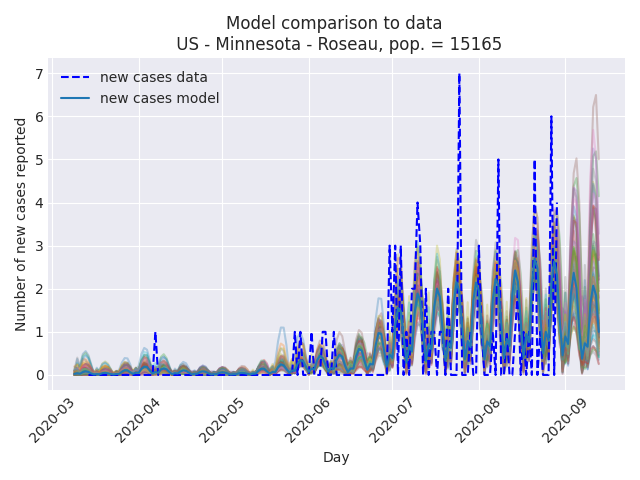 Model comparison to data
US - Minnesota - Roseau, pop. = 15165
new cases data
new cases model
Number of new cases reported
7
6
5
4
3
2
1
0
2020-03
2020-04
2020-05
2020-06
2020-07
2020-08
2020-09
Day